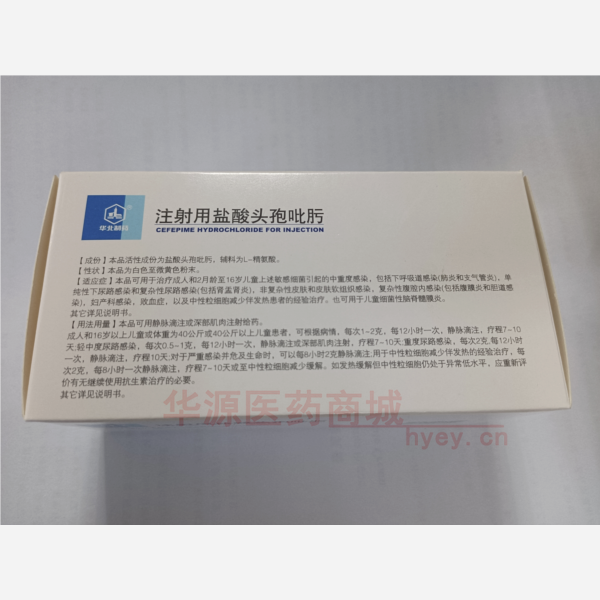 华北制药
注射用盐酸头孢吡肟
CEFEPIME HYDROCHLORIDE FOR INJECTION
【成份】本品活性成份为盐酸头孢吡肟，辅料为L-精氨酸。
【性状】本品为白色至微黄色粉末。
【适应症】本品可用于治疗成人和2月龄至16岁儿童上述敏感细菌引起的中重度感染，包括下呼吸道感染(肺炎和支气管炎)，单
纯性下尿路感染和复杂性尿路感染(包括肾盂肾炎)、非复杂性皮肤和皮肤软组织感染，复杂性腹腔内感染(包括腹膜炎和胆道感
染)，妇产科感染、败血症，以及中性粒细胞减少伴发热患者的经验治疗。也可用于儿童细菌性脑脊髓膜炎。
其它详见说明书。
【用法用量】本品可用静脉滴注或深部肌肉注射给药。
成人和16岁以上儿童或体重为40公斤或40公斤以上儿童患者，可根据病情，每次1-2克，每12小时一次，静脉滴注，疗程7-10
天;轻中度尿路感染，每次0.5-1克，每12小时一次，静脉滴注或深部肌肉注射，疗程7-10天;重度尿路感染，每次2克,每12小时
一次，静脉滴注，疗程10天;对于严重感染并危及生命时，可以每8小时2克静脉滴注;用于中性粒细胞减少伴发热的经验治疗，每
次2克，每8小时一次静脉滴注，疗程7-10天或至中性粒细胞减少缓解。如发热缓解但中性粒细胞仍处于异常低水平，应重新评
价有无继续使用抗生素治疗的必要。
其它详见说明书。
华源医药商城
hyey.cn